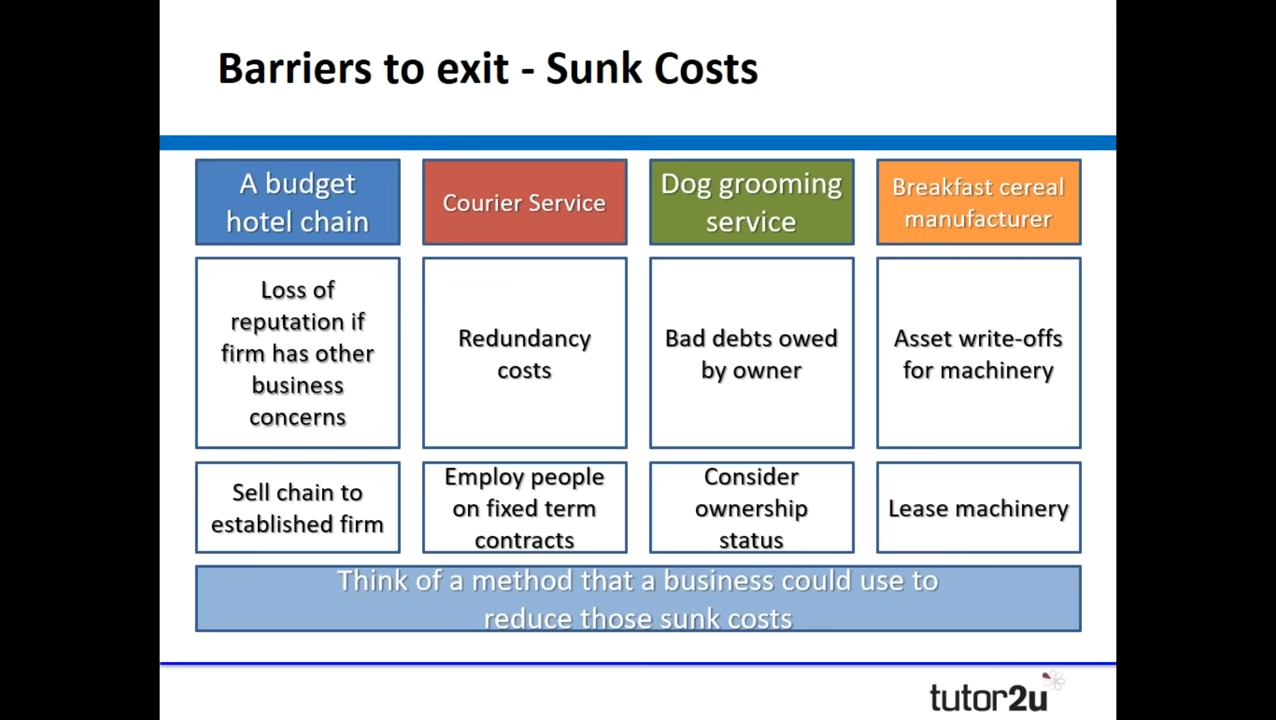 Barriers to exit - Sunk Costs
A budget
hotel chain
Courier Service
Dog grooming
service
Breakfast cereal
manufacturer
Loss of
reputation if
firm has other
business
concerns
Redundancy
costs
Bad debts owed
by owner
Asset write-offs
for machinery
Sell chain to
established firm
Employ people
on fixed term
contracts
Consider
ownership
status
Lease machinery
Think of a method that a business could use to
reduce those sunk costs
tutor2u